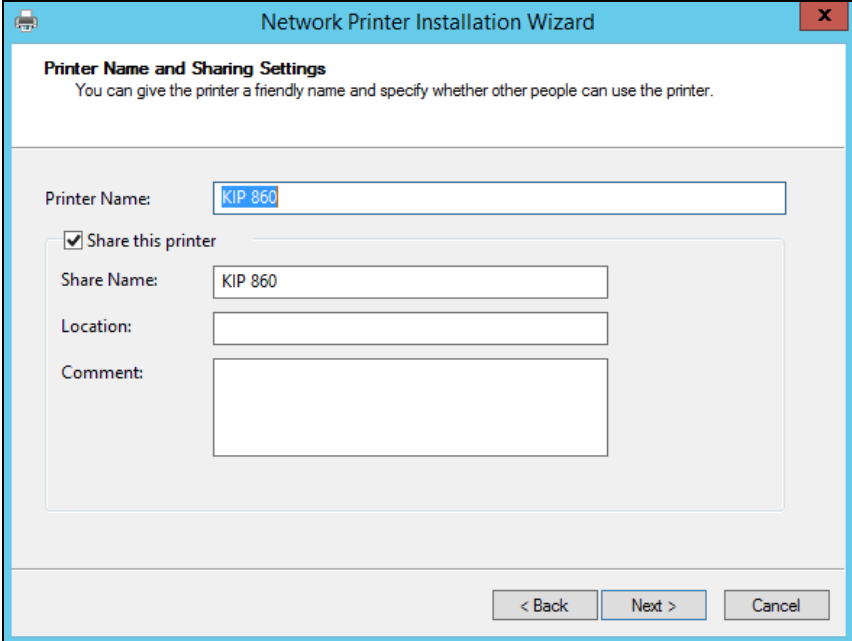 Network Printer Installation Wizard
x
Printer Name and Sharing Settings
You can give the printer a friendly name and specify whether other people can use the printer.
Printer Name: KIP 860
Share this printer
Share Name: KIP 860
Location:
Comment:
< Back Next > Cancel